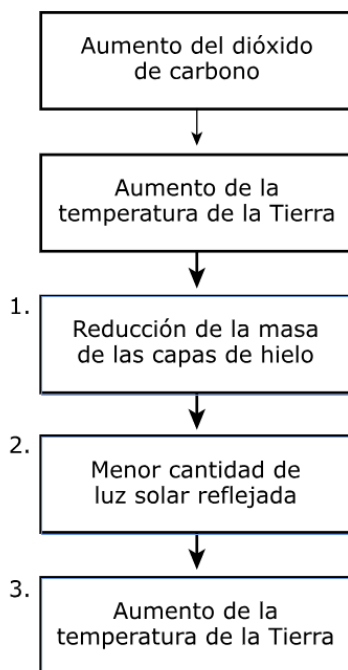 Aumento del dióxido
de carbono
Aumento de la
temperatura de la Tierra
1.
Reducción de la masa
de las capas de hielo
2.
Menor cantidad de
luz solar reflejada
3.
Aumento de la
temperatura de la Tierra